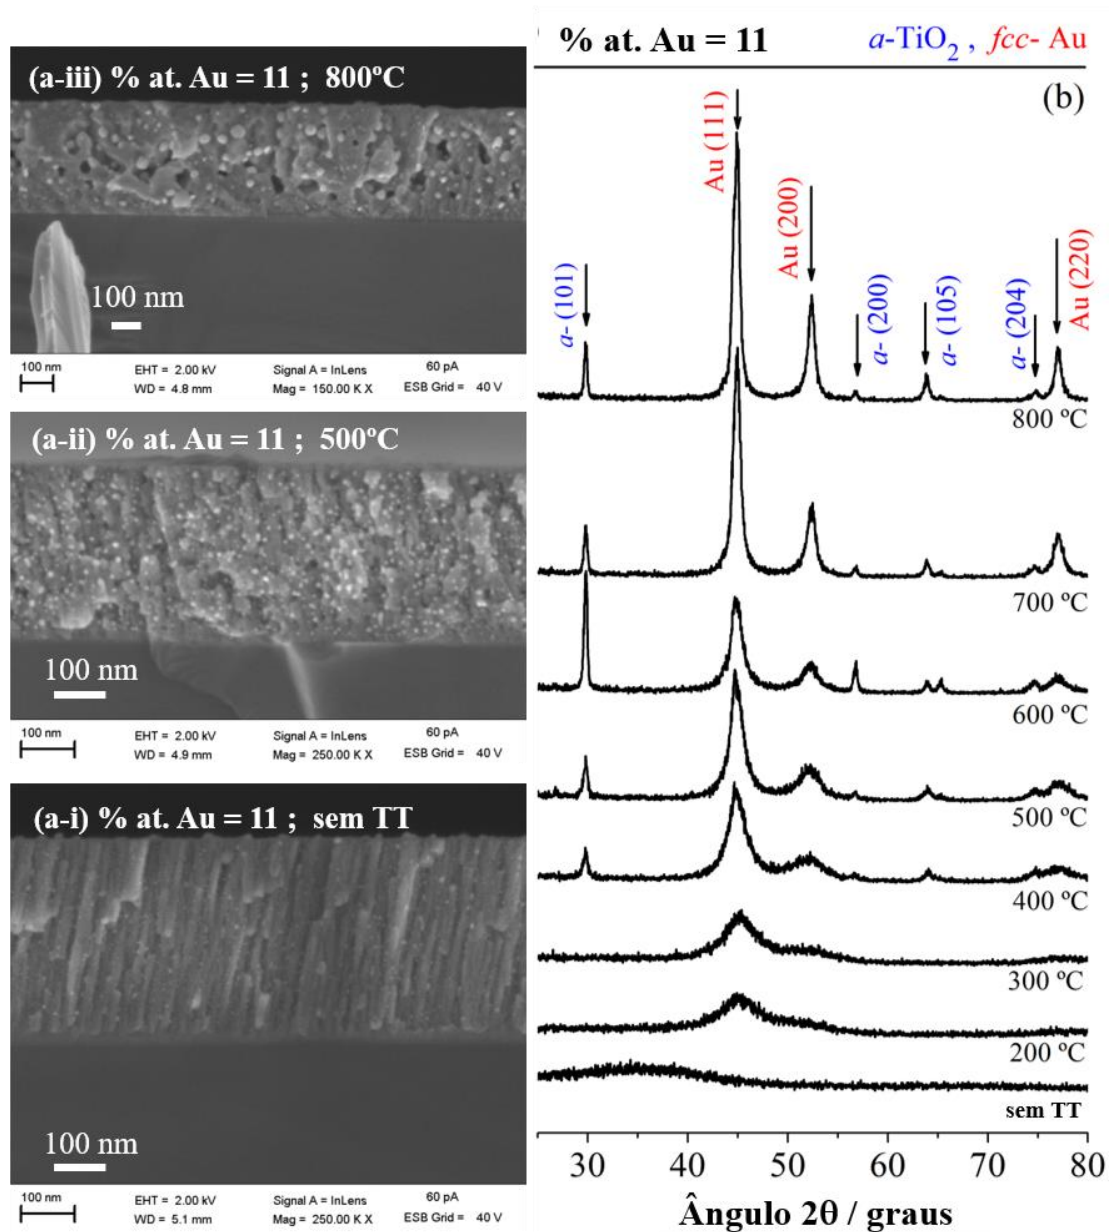 (a-iii) % at. Au = 11 ; 800ºC
100 nm
100 nm
EHT = 2.00 kV
WD = 4.8 mm
Signal A = InLens
Mag = 150.00 K X
60 pA
ESB Grid = 40 V
(a-ii) % at. Au = 11 ; 500ºC
100 nm
100 nm
EHT = 2.00 kV
WD = 4.9 mm
Signal A = InLens
Mag = 250.00 K X
60 pA
ESB Grid = 40 V
(a-i) % at. Au = 11 ; sem TT
100 nm
100 nm
EHT = 2.00 kV
WD = 5.1 mm
Signal A = InLens
Mag = 250.00 K X
60 pA
ESB Grid = 40 V
% at. Au = 11
a-TiO2 , fcc- Au
(b)
a- (101)
Au (111)
Au (200)
a- (200)
a- (105)
a- (204)
Au (220)
800 ºC
700 ºC
600 ºC
500 ºC
400 ºC
300 ºC
200 ºC
sem TT
30 40 50 60 70 80
Ângulo 2θ / graus